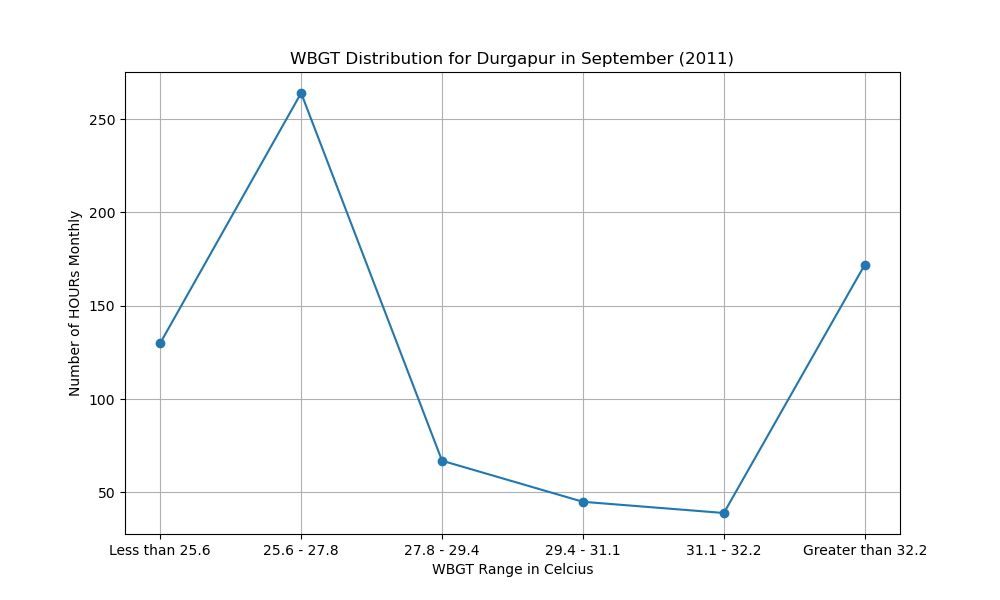 WBGT Distribution for Durgapur in September (2011)
Number of HOURs Monthly
250
200
150
100
50
Less than 25.6
25.6 - 27.8
27.8 - 29.4
29.4 - 31.1
31.1 - 32.2
Greater than 32.2
WBGT Range in Celcius